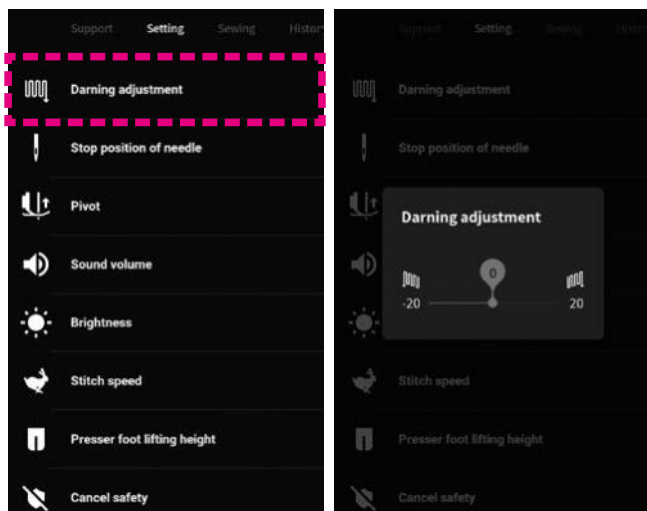 Support Setting Sewing History
Darning adjustment
Stop position of needle
Pivot
Sound volume
Brightness
Stitch speed
Presser foot lifting height
Cancel safety
Support Setting Sewing History
Darning adjustment
Stop position of needle
Darning adjustment
0
-20 20
Stitch speed
Presser foot lifting height
Cancel safety